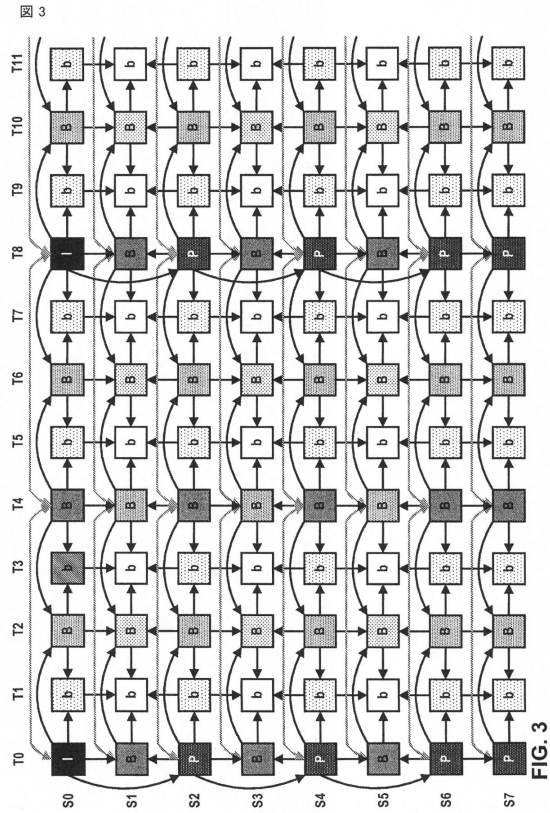 図 3
T0 T1 T2 T3 T4 T5 T6 T7 T8 T9 T10 T11
S0 I b B b B b B b I b B b
S1 B b B b B b B b B b B b
S2 P b B b B b B b P b B b
S3 B b B b B b B b B b B b
S4 P b B b B b B b P b B b
S5 B b B b B b B b B b B b
S6 P b B b B b B b P b B b
S7 P b B b B b B b P b B b
FIG. 3